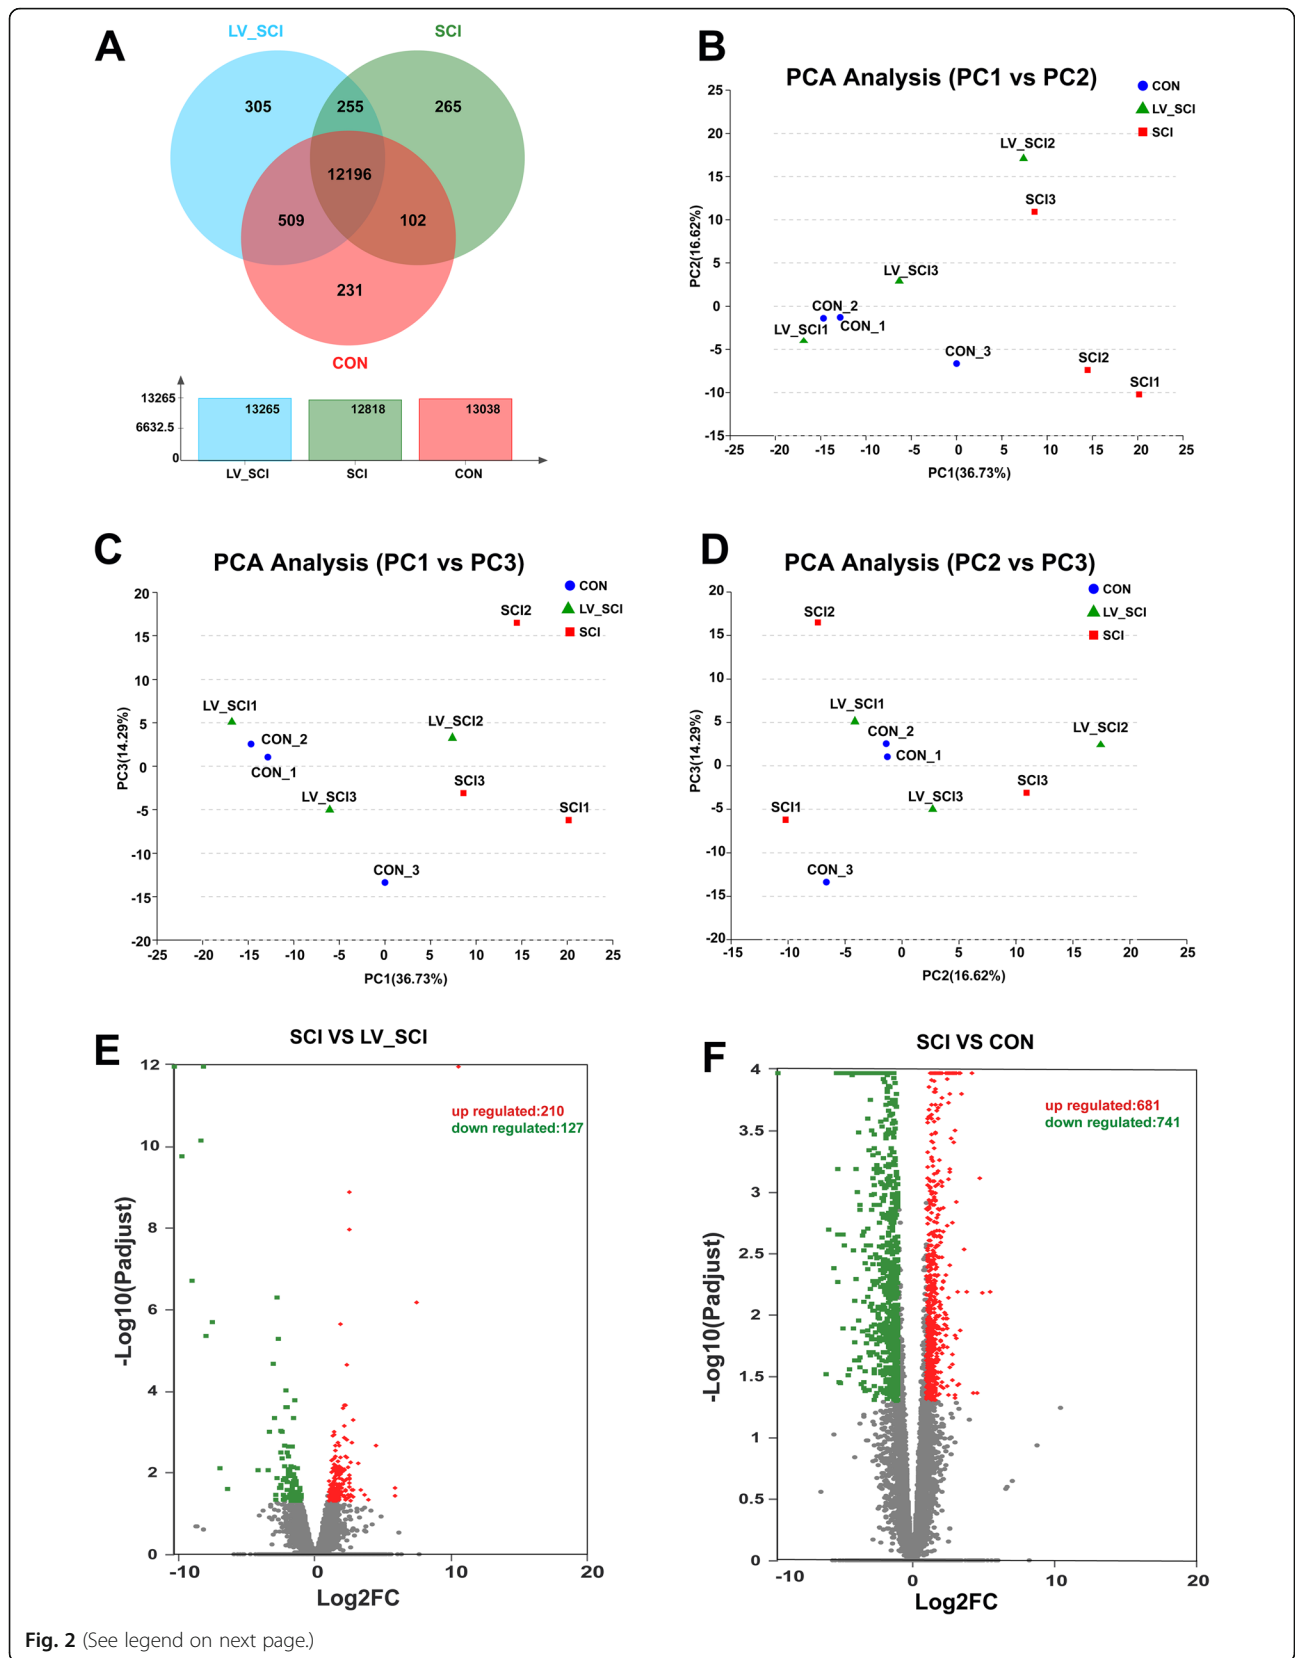 A
LV_SCI
SCI
305
255
265
12196
509
102
231
CON
13265
6632.5
0
13265
12818
13038
LV_SCI
SCI
CON
B
PCA Analysis (PC1 vs PC2)
CON
LV_SCI
SCI
25
20
15
10
5
0
-5
-10
-15
PC2(16.62%)
LV_SCI2
SCI3
LV_SCI3
CON_2
CON_1
LV_SCI1
CON_3
SCI2
SCI1
-25 -20 -15 -10 -5 0 5 10 15 20 25
PC1(36.73%)
C
PCA Analysis (PC1 vs PC3)
CON
LV_SCI
SCI
20
15
10
5
0
-5
-10
-15
-20
PC3(14.29%)
SCI2
LV_SCI1
LV_SCI2
CON_2
CON_1
SCI3
LV_SCI3
SCI1
CON_3
-25 -20 -15 -10 -5 0 5 10 15 20 25
PC1(36.73%)
D
PCA Analysis (PC2 vs PC3)
CON
LV_SCI
SCI
20
15
10
5
0
-5
-10
-15
-20
PC3(14.29%)
SCI2
LV_SCI1
CON_2
LV_SCI2
CON_1
SCI3
LV_SCI3
SCI1
CON_3
-15 -10 -5 0 5 10 15 20 25
PC2(16.62%)
E
SCI VS LV_SCI
up regulated:210
down regulated:127
12
10
8
6
4
2
0
-Log10(Padjust)
-10 0 10 20
Log2FC
F
SCI VS CON
up regulated:681
down regulated:741
4
3.5
3
2.5
2
1.5
1
0.5
0
-Log10(Padjust)
-10 0 10 20
Log2FC
Fig. 2 (See legend on next page.)